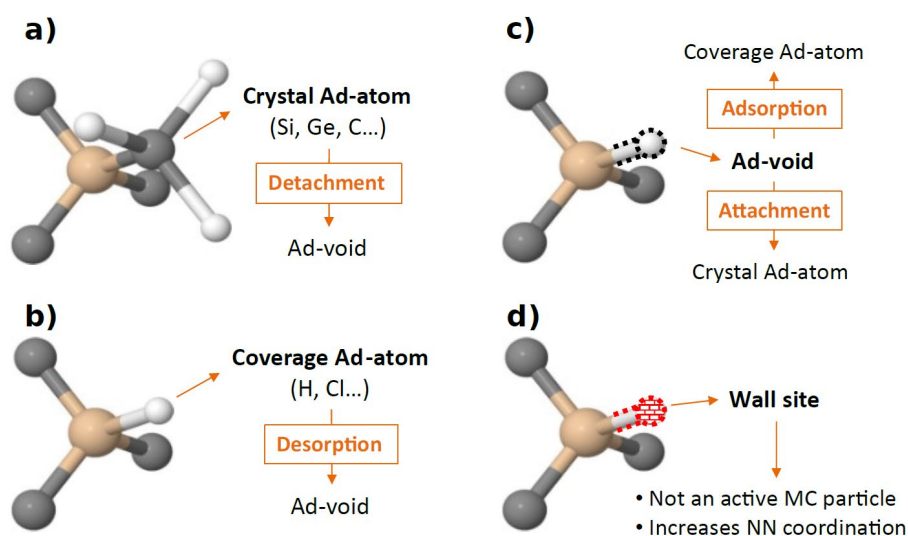 a)
Crystal Ad-atom
(Si, Ge, C...)
Detachment
Ad-void
b)
Coverage Ad-atom
(H, Cl...)
Desorption
Ad-void
c)
Coverage Ad-atom
Adsorption
Ad-void
Attachment
Crystal Ad-atom
d)
Wall site
• Not an active MC particle
• Increases NN coordination